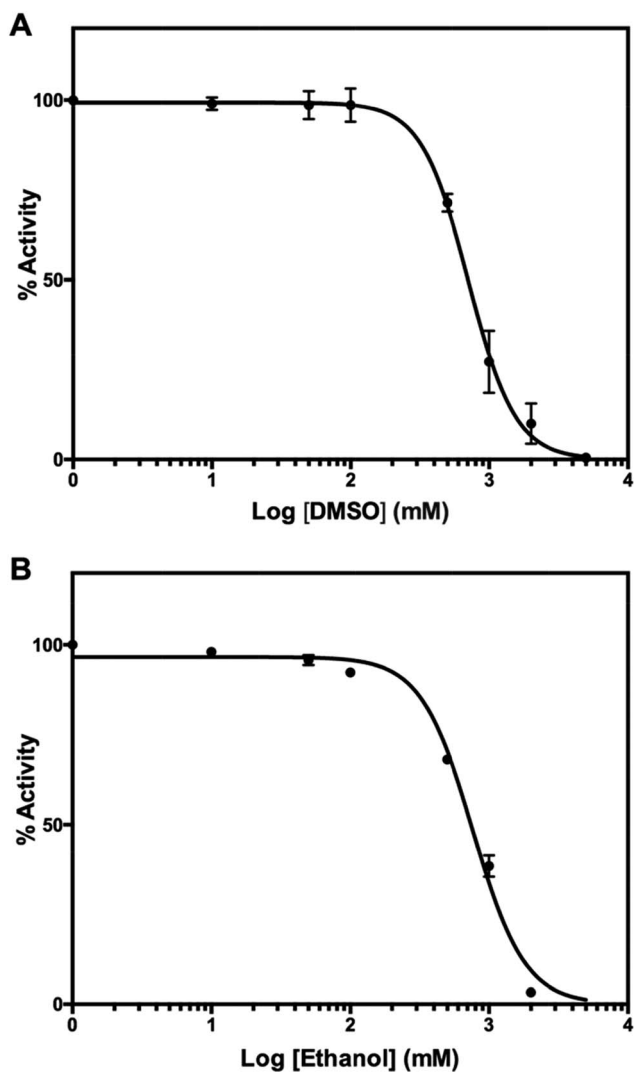 A
100
50
0
% Activity
0 1 2 3 4
Log [DMSO] (mM)
B
100
50
0
% Activity
0 1 2 3 4
Log [Ethanol] (mM)